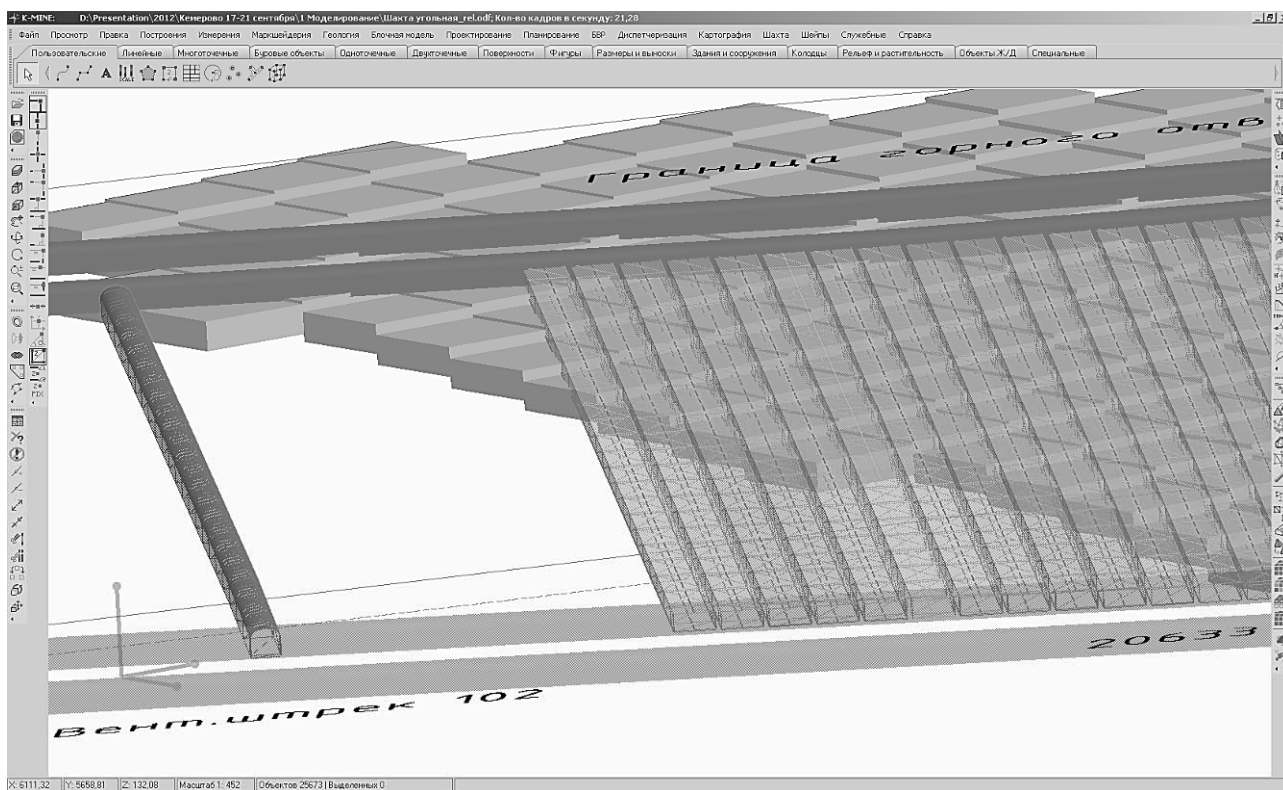 K-MINE: D:\Presentation\2012\Кемерово 17-21 сентября\1 Моделирование\Шахта угольная_rel.odf; Кол-во кадров в секунду: 21,28
Файл Просмотр Правка Построения Измерения Маркшейдерия Геология Блочная модель Проектирование Планирование БВР Диспетчеризация Картография Шахта Шейпы Служебные Справка
Пользовательские Линейные Многоточечные Буровые объекты Одноточечные Двухточечные Поверхности Фигуры Размеры и выноски Здания и сооружения Колодцы Рельеф и растительность Объекты Ж/Д Специальные
Граница горного отв
20633
Вент.штрек 102
X: 6111,32 Y: 5658,81 Z: 132,08 Масштаб 1: 452 Объектов 25673 | Выделенных 0